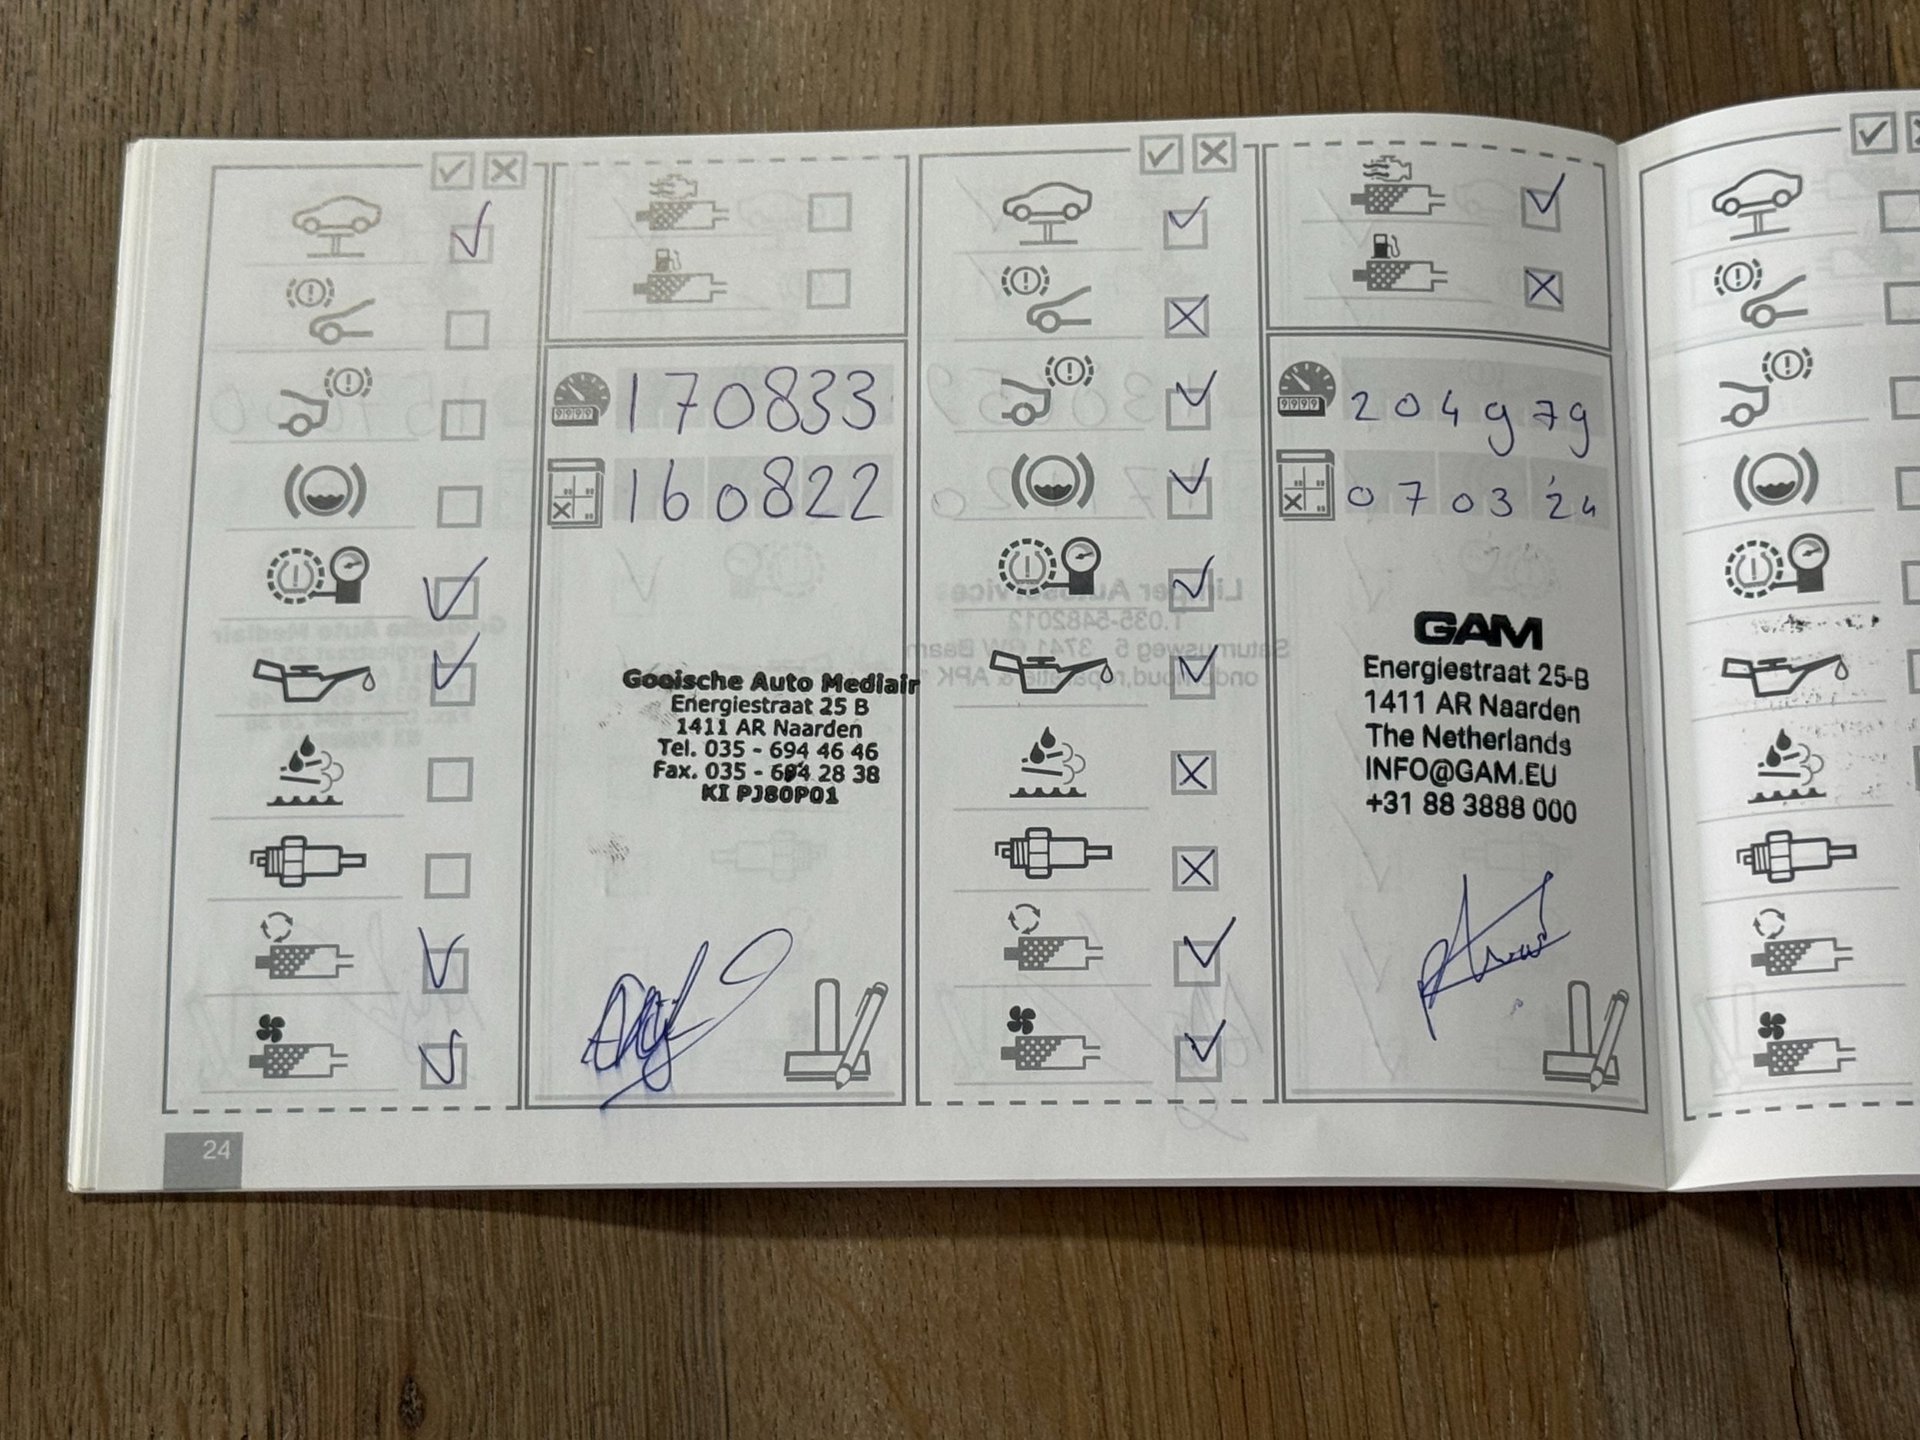 170833
160822
Gooische Auto Mediair
Energiestraat 25 B
1411 AR Naarden
Tel. 035 - 694 46 46
Fax. 035 - 694 28 38
KI PJ80P01
204979
0703'24
GAM
Energiestraat 25-B
1411 AR Naarden
The Netherlands
INFO@GAM.EU
+31 88 3888 000
24